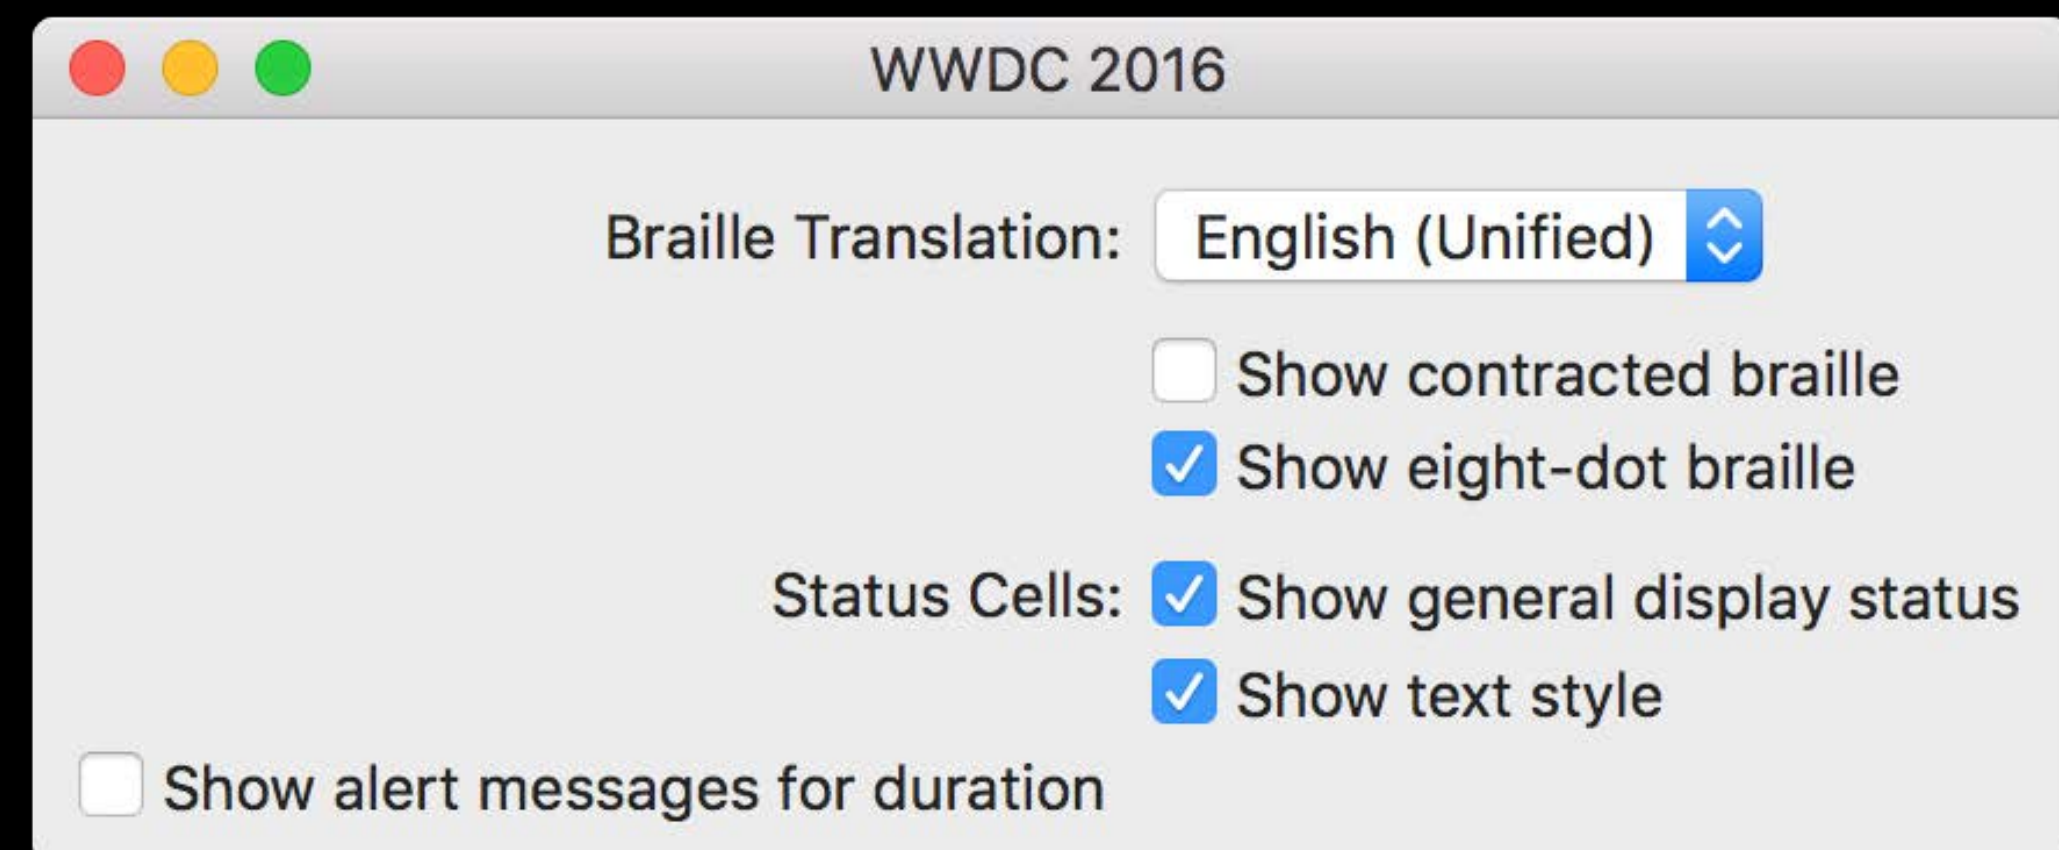 WWDC 2016
Braille Translation: English (Unified)
Show contracted braille
Show eight-dot braille
Status Cells: Show general display status
Show text style
Show alert messages for duration